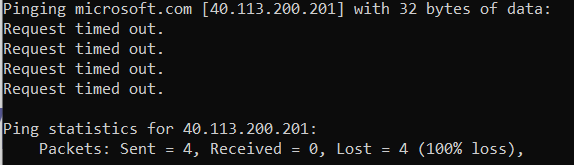 Pinging microsoft.com [40.113.200.201] with 32 bytes of data:
Request timed out.
Request timed out.
Request timed out.
Request timed out.
Ping statistics for 40.113.200.201:
Packets: Sent = 4, Received = 0, Lost = 4 (100% loss),